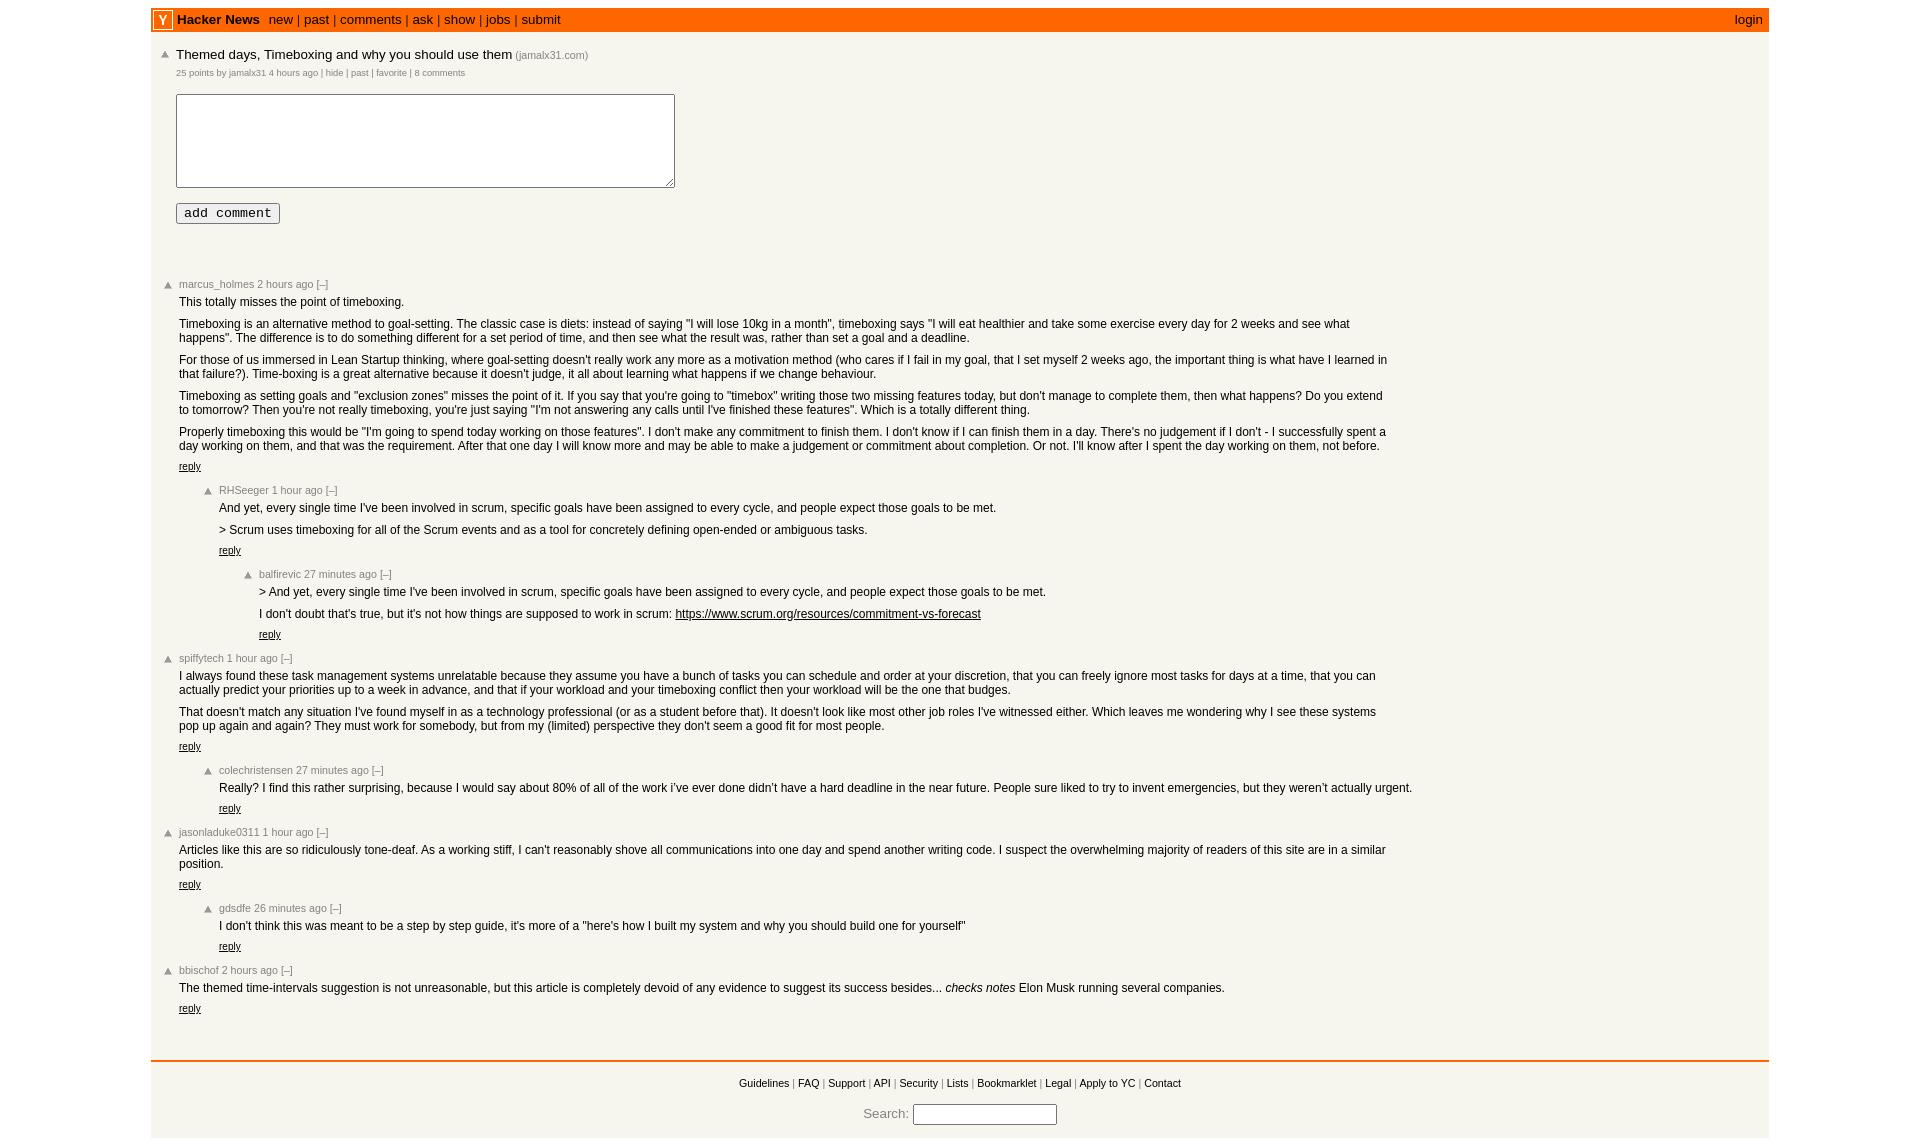 Y Hacker News new | past | comments | ask | show | jobs | submit login
Themed days, Timeboxing and why you should use them (jamalx31.com)
25 points by jamalx31 4 hours ago | hide | past | favorite | 8 comments
add comment
marcus_holmes 2 hours ago [–]
This totally misses the point of timeboxing.
Timeboxing is an alternative method to goal-setting. The classic case is diets: instead of saying "I will lose 10kg in a month", timeboxing says "I will eat healthier and take some exercise every day for 2 weeks and see what
happens". The difference is to do something different for a set period of time, and then see what the result was, rather than set a goal and a deadline.
For those of us immersed in Lean Startup thinking, where goal-setting doesn't really work any more as a motivation method (who cares if I fail in my goal, that I set myself 2 weeks ago, the important thing is what have I learned in
that failure?). Time-boxing is a great alternative because it doesn't judge, it all about learning what happens if we change behaviour.
Timeboxing as setting goals and "exclusion zones" misses the point of it. If you say that you're going to "timebox" writing those two missing features today, but don't manage to complete them, then what happens? Do you extend
to tomorrow? Then you're not really timeboxing, you're just saying "I'm not answering any calls until I've finished these features". Which is a totally different thing.
Properly timeboxing this would be "I'm going to spend today working on those features". I don't make any commitment to finish them. I don't know if I can finish them in a day. There's no judgement if I don't - I successfully spent a
day working on them, and that was the requirement. After that one day I will know more and may be able to make a judgement or commitment about completion. Or not. I'll know after I spent the day working on them, not before.
reply
RHSeeger 1 hour ago [–]
And yet, every single time I've been involved in scrum, specific goals have been assigned to every cycle, and people expect those goals to be met.
> Scrum uses timeboxing for all of the Scrum events and as a tool for concretely defining open-ended or ambiguous tasks.
reply
balfirevic 27 minutes ago [–]
> And yet, every single time I've been involved in scrum, specific goals have been assigned to every cycle, and people expect those goals to be met.
I don't doubt that's true, but it's not how things are supposed to work in scrum: https://www.scrum.org/resources/commitment-vs-forecast
reply
spiffytech 1 hour ago [–]
I always found these task management systems unrelatable because they assume you have a bunch of tasks you can schedule and order at your discretion, that you can freely ignore most tasks for days at a time, that you can
actually predict your priorities up to a week in advance, and that if your workload and your timeboxing conflict then your workload will be the one that budges.
That doesn't match any situation I've found myself in as a technology professional (or as a student before that). It doesn't look like most other job roles I've witnessed either. Which leaves me wondering why I see these systems
pop up again and again? They must work for somebody, but from my (limited) perspective they don't seem a good fit for most people.
reply
colechristensen 27 minutes ago [–]
Really? I find this rather surprising, because I would say about 80% of all of the work i’ve ever done didn’t have a hard deadline in the near future. People sure liked to try to invent emergencies, but they weren’t actually urgent.
reply
jasonladuke0311 1 hour ago [–]
Articles like this are so ridiculously tone-deaf. As a working stiff, I can't reasonably shove all communications into one day and spend another writing code. I suspect the overwhelming majority of readers of this site are in a similar
position.
reply
gdsdfe 26 minutes ago [–]
I don't think this was meant to be a step by step guide, it's more of a "here's how I built my system and why you should build one for yourself"
reply
bbischof 2 hours ago [–]
The themed time-intervals suggestion is not unreasonable, but this article is completely devoid of any evidence to suggest its success besides... checks notes Elon Musk running several companies.
reply
Guidelines | FAQ | Support | API | Security | Lists | Bookmarklet | Legal | Apply to YC | Contact
Search: